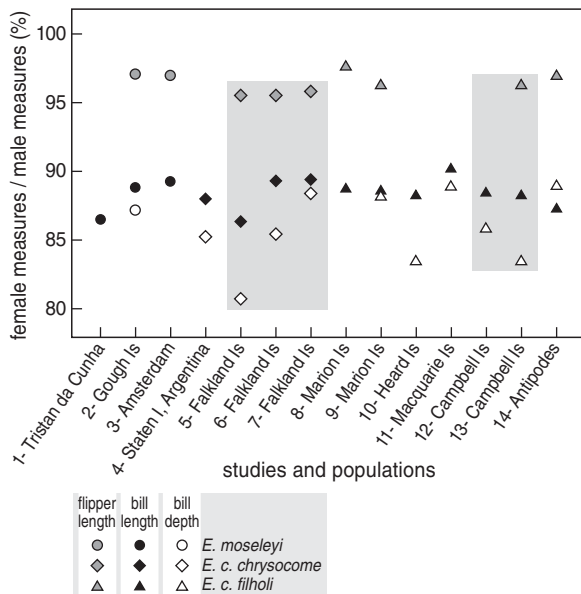 female measures / male measures (%)
100
95
90
85
80
1- Tristan da Cunha
2- Gough Is
3- Amsterdam
4- Staten I, Argentina
5- Falkland Is
6- Falkland Is
7- Falkland Is
8- Marion Is
9- Marion Is
10- Heard Is
11- Macquarie Is
12- Campbell Is
13- Campbell Is
14- Antipodes
studies and populations
flipper bill bill
length length depth
E. moseleyi
E. c. chrysocome
E. c. filholi